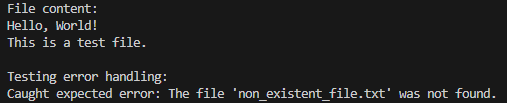 File content:
Hello, World!
This is a test file.

Testing error handling:
Caught expected error: The file 'non_existent_file.txt' was not found.